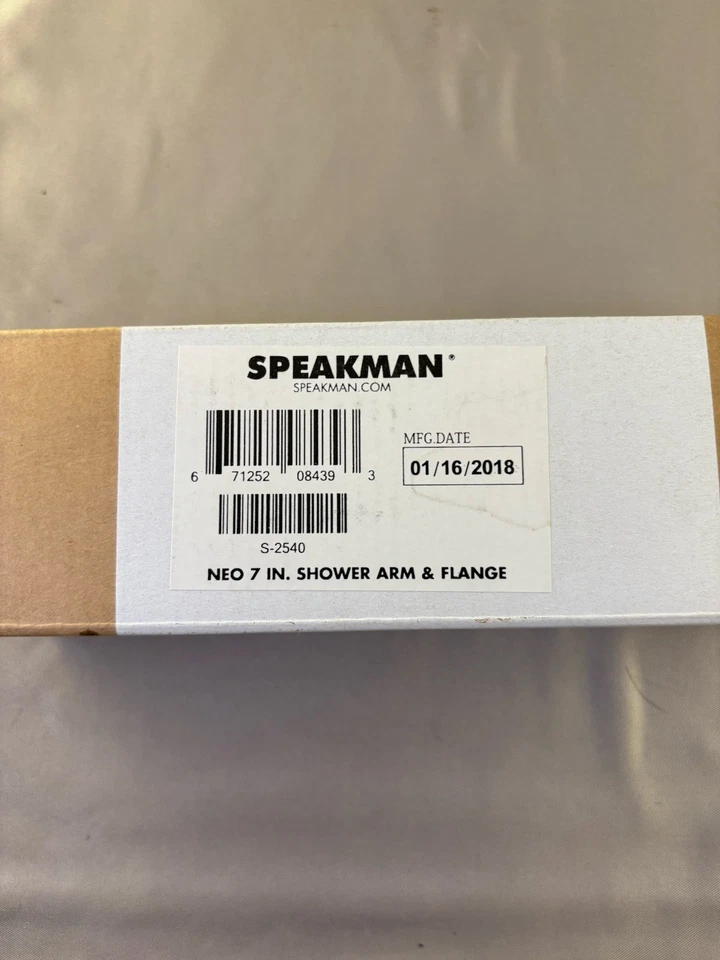 SPEAKMAN®
SPEAKMAN.COM
6 71252 08439 3
MFG.DATE
01/16/2018
S-2540
NEO 7 IN. SHOWER ARM & FLANGE